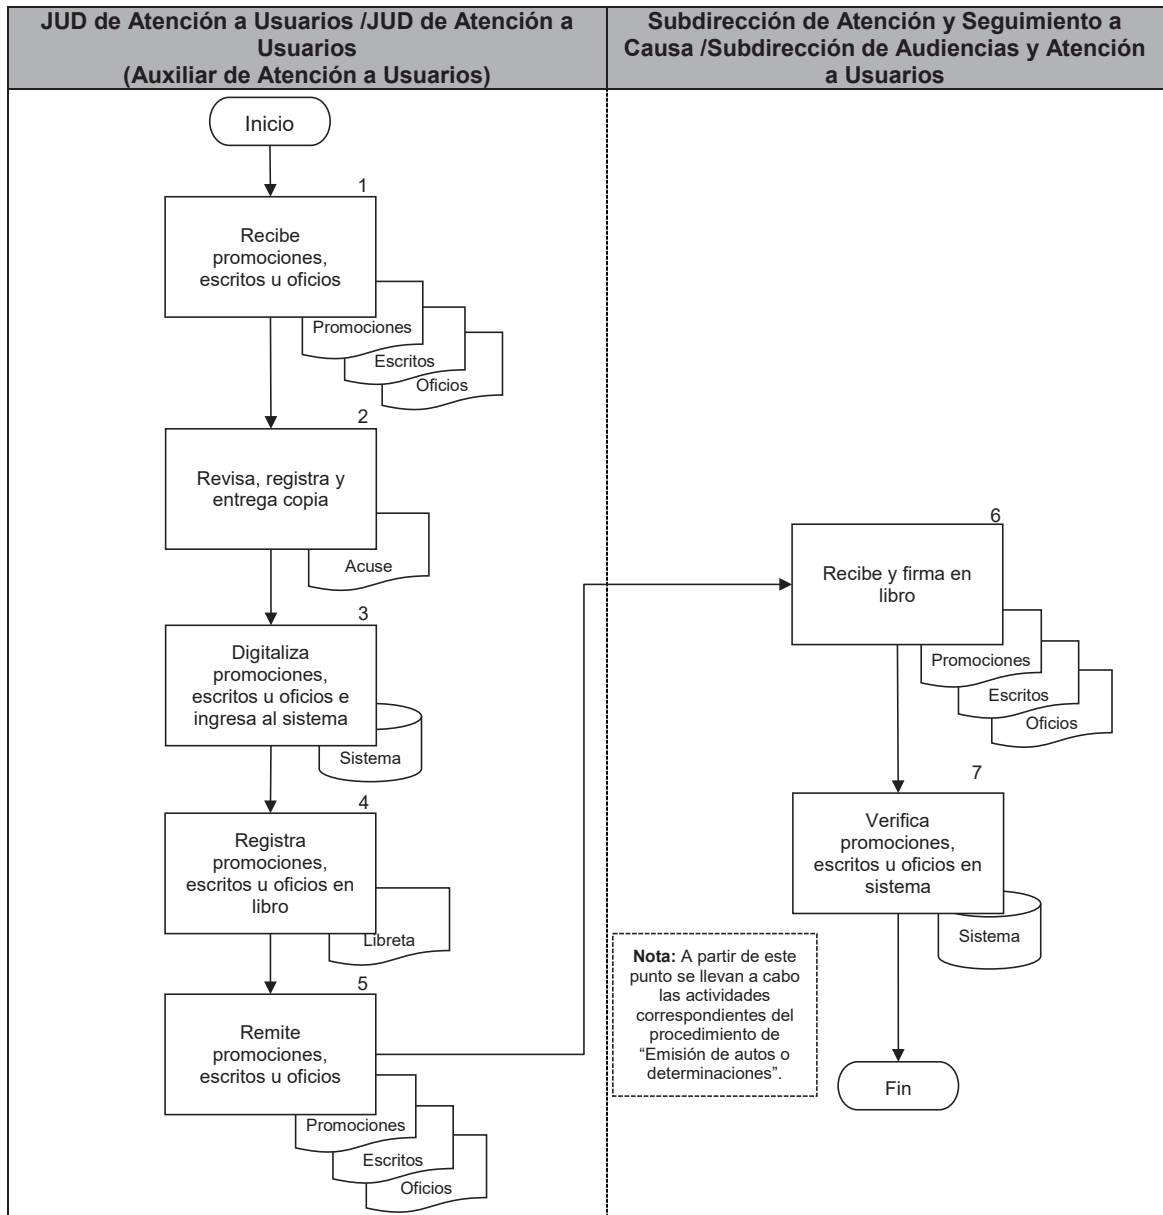 JUD de Atención a Usuarios /JUD de Atención a
Usuarios
(Auxiliar de Atención a Usuarios)
Subdirección de Atención y Seguimiento a
Causa /Subdirección de Audiencias y Atención
a Usuarios
Inicio
1
Recibe
promociones,
escritos u oficios
Promociones
Escritos
Oficios
2
Revisa, registra y
entrega copia
Acuse
3
Digitaliza
promociones,
escritos u oficios e
ingresa al sistema
Sistema
4
Registra
promociones,
escritos u oficios en
libro
Libreta
5
Remite
promociones,
escritos u oficios
Promociones
Escritos
Oficios
6
Recibe y firma en
libro
Promociones
Escritos
Oficios
7
Verifica
promociones,
escritos u oficios en
sistema
Sistema
Nota: A partir de este
punto se llevan a cabo
las actividades
correspondientes del
procedimiento de
“Emisión de autos o
determinaciones”.
Fin